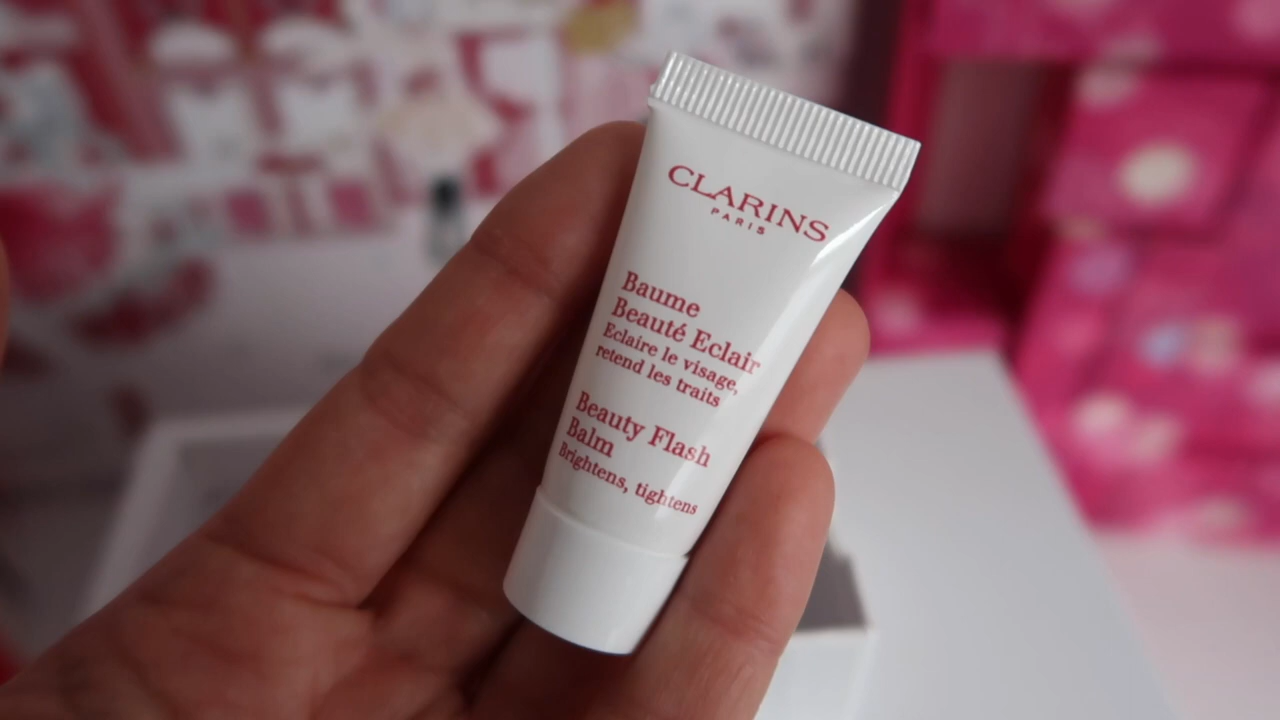 CLARINS
PARIS
Baume
Beauté Eclair
Eclaire le visage,
retend les traits
Beauty Flash
Balm
Brightens, tightens